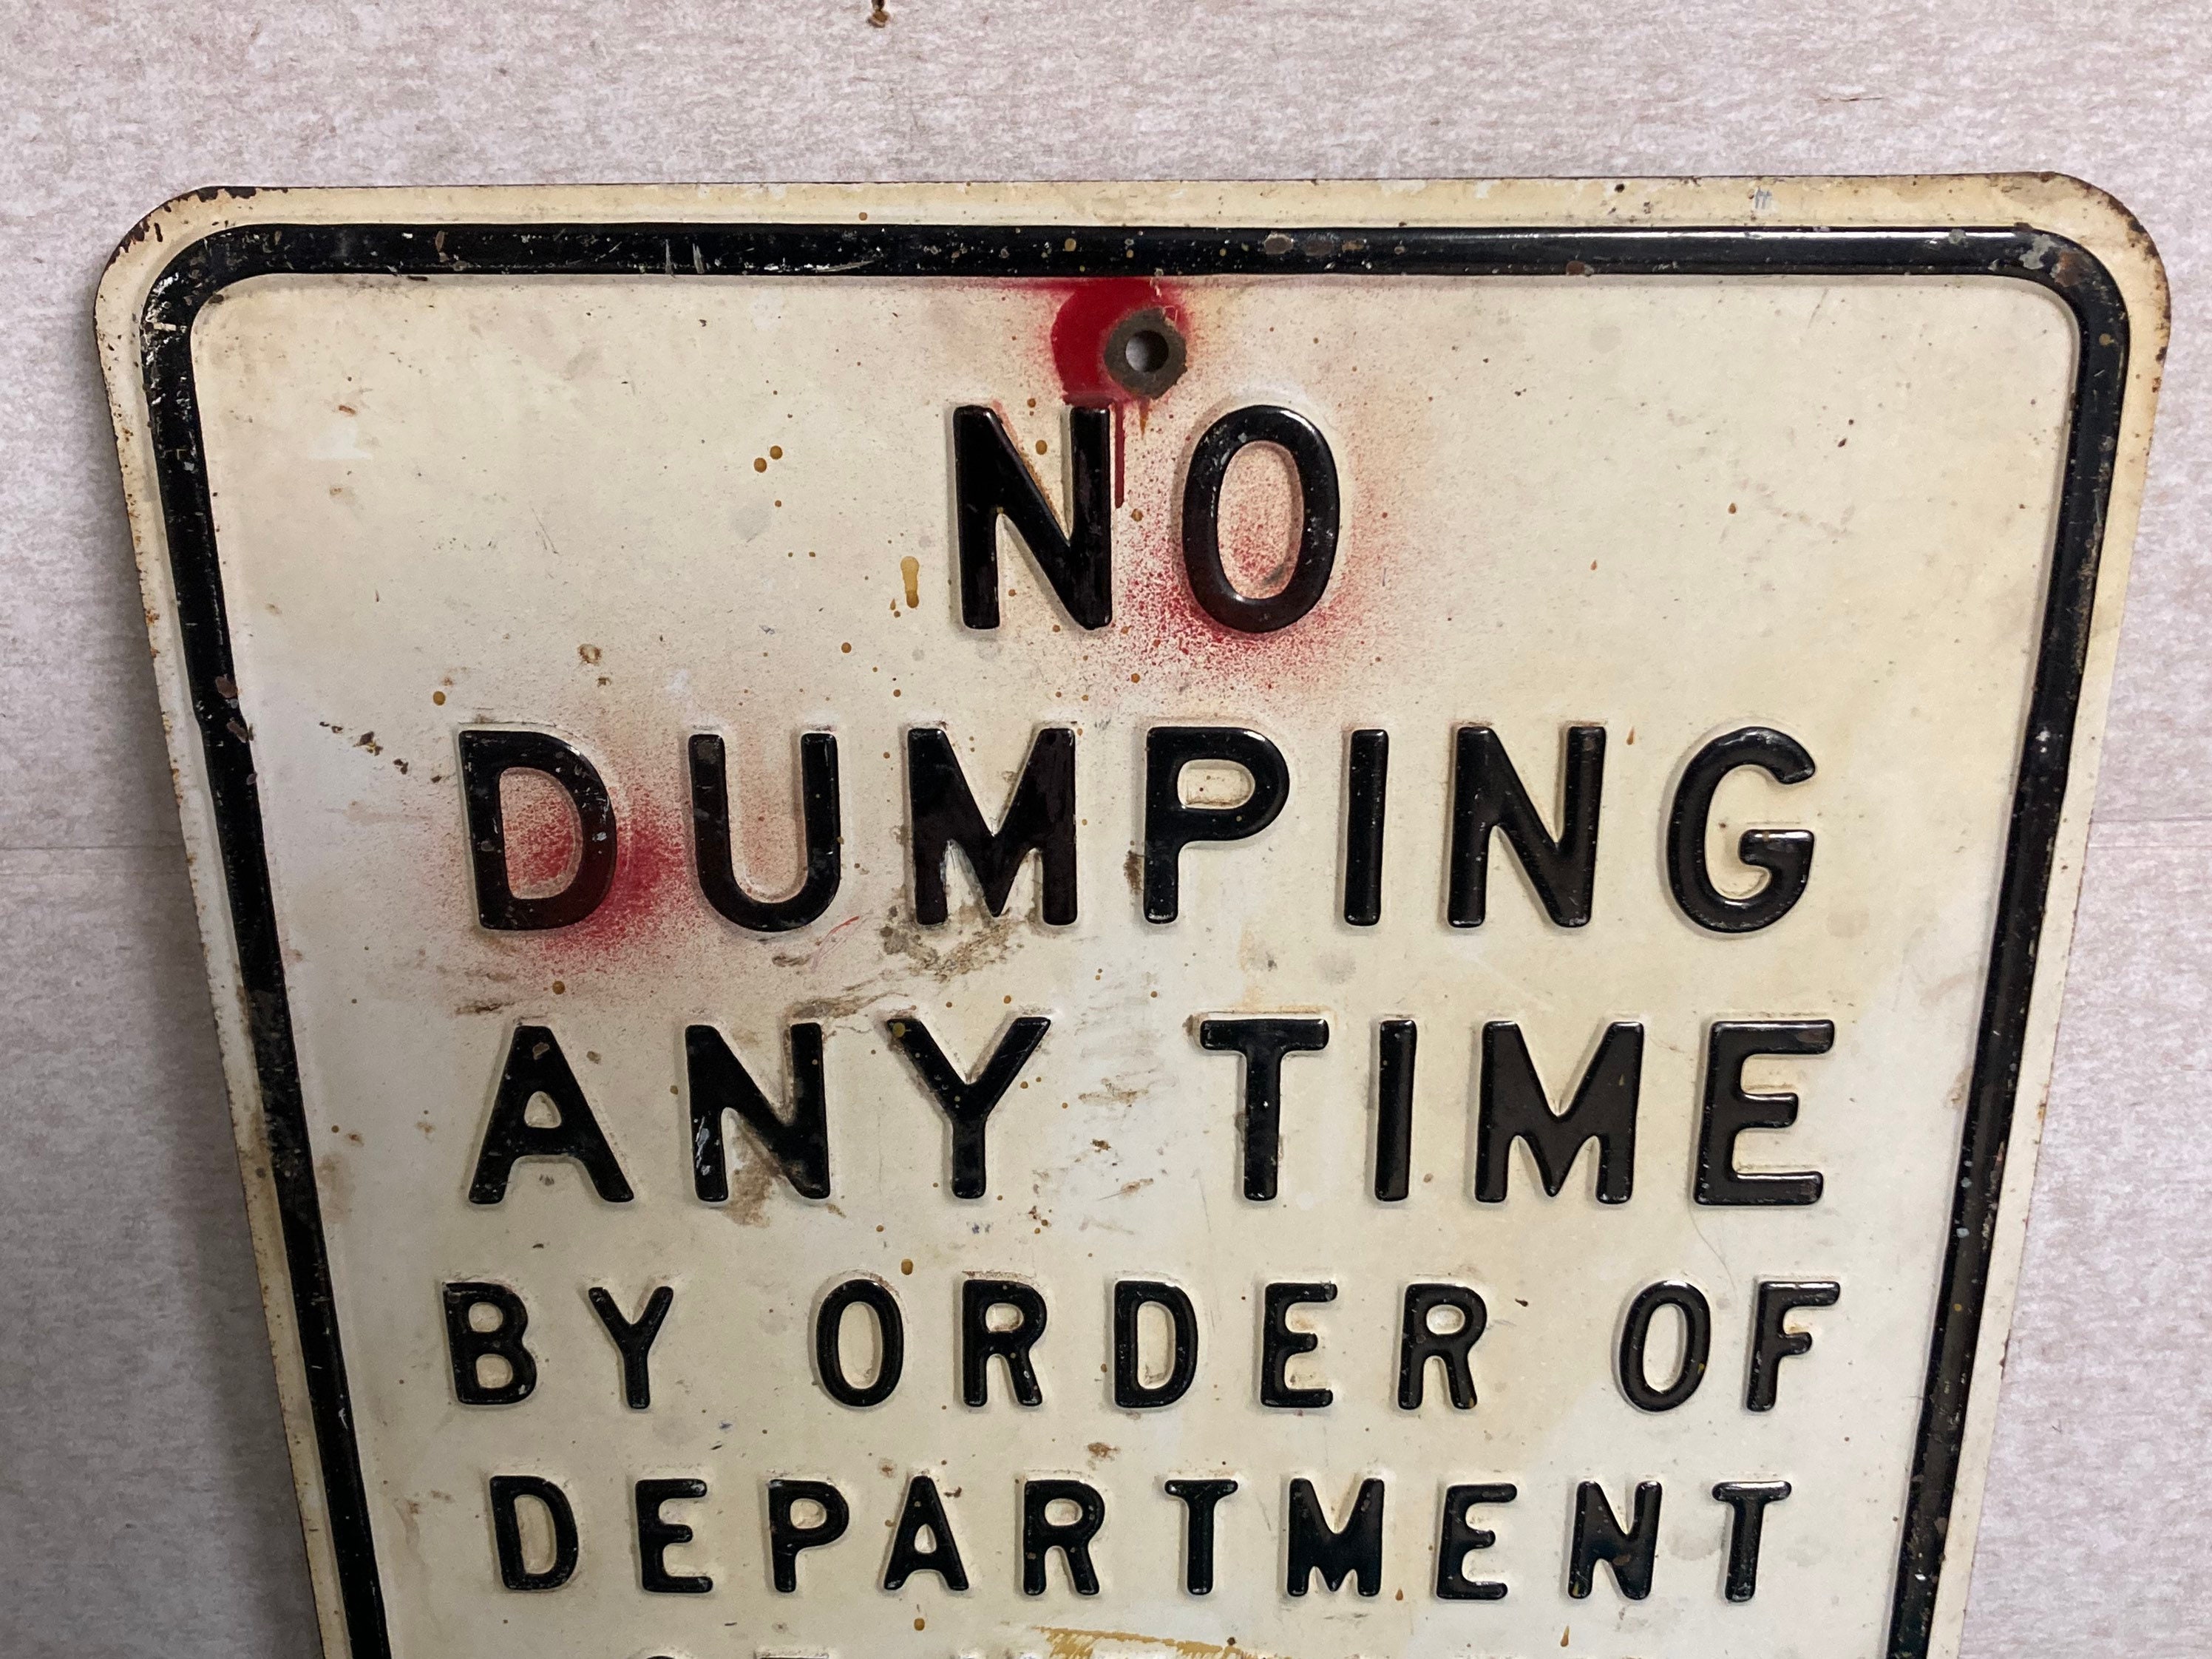 NO
DUMPING
ANY TIME
BY ORDER OF
DEPARTMENT